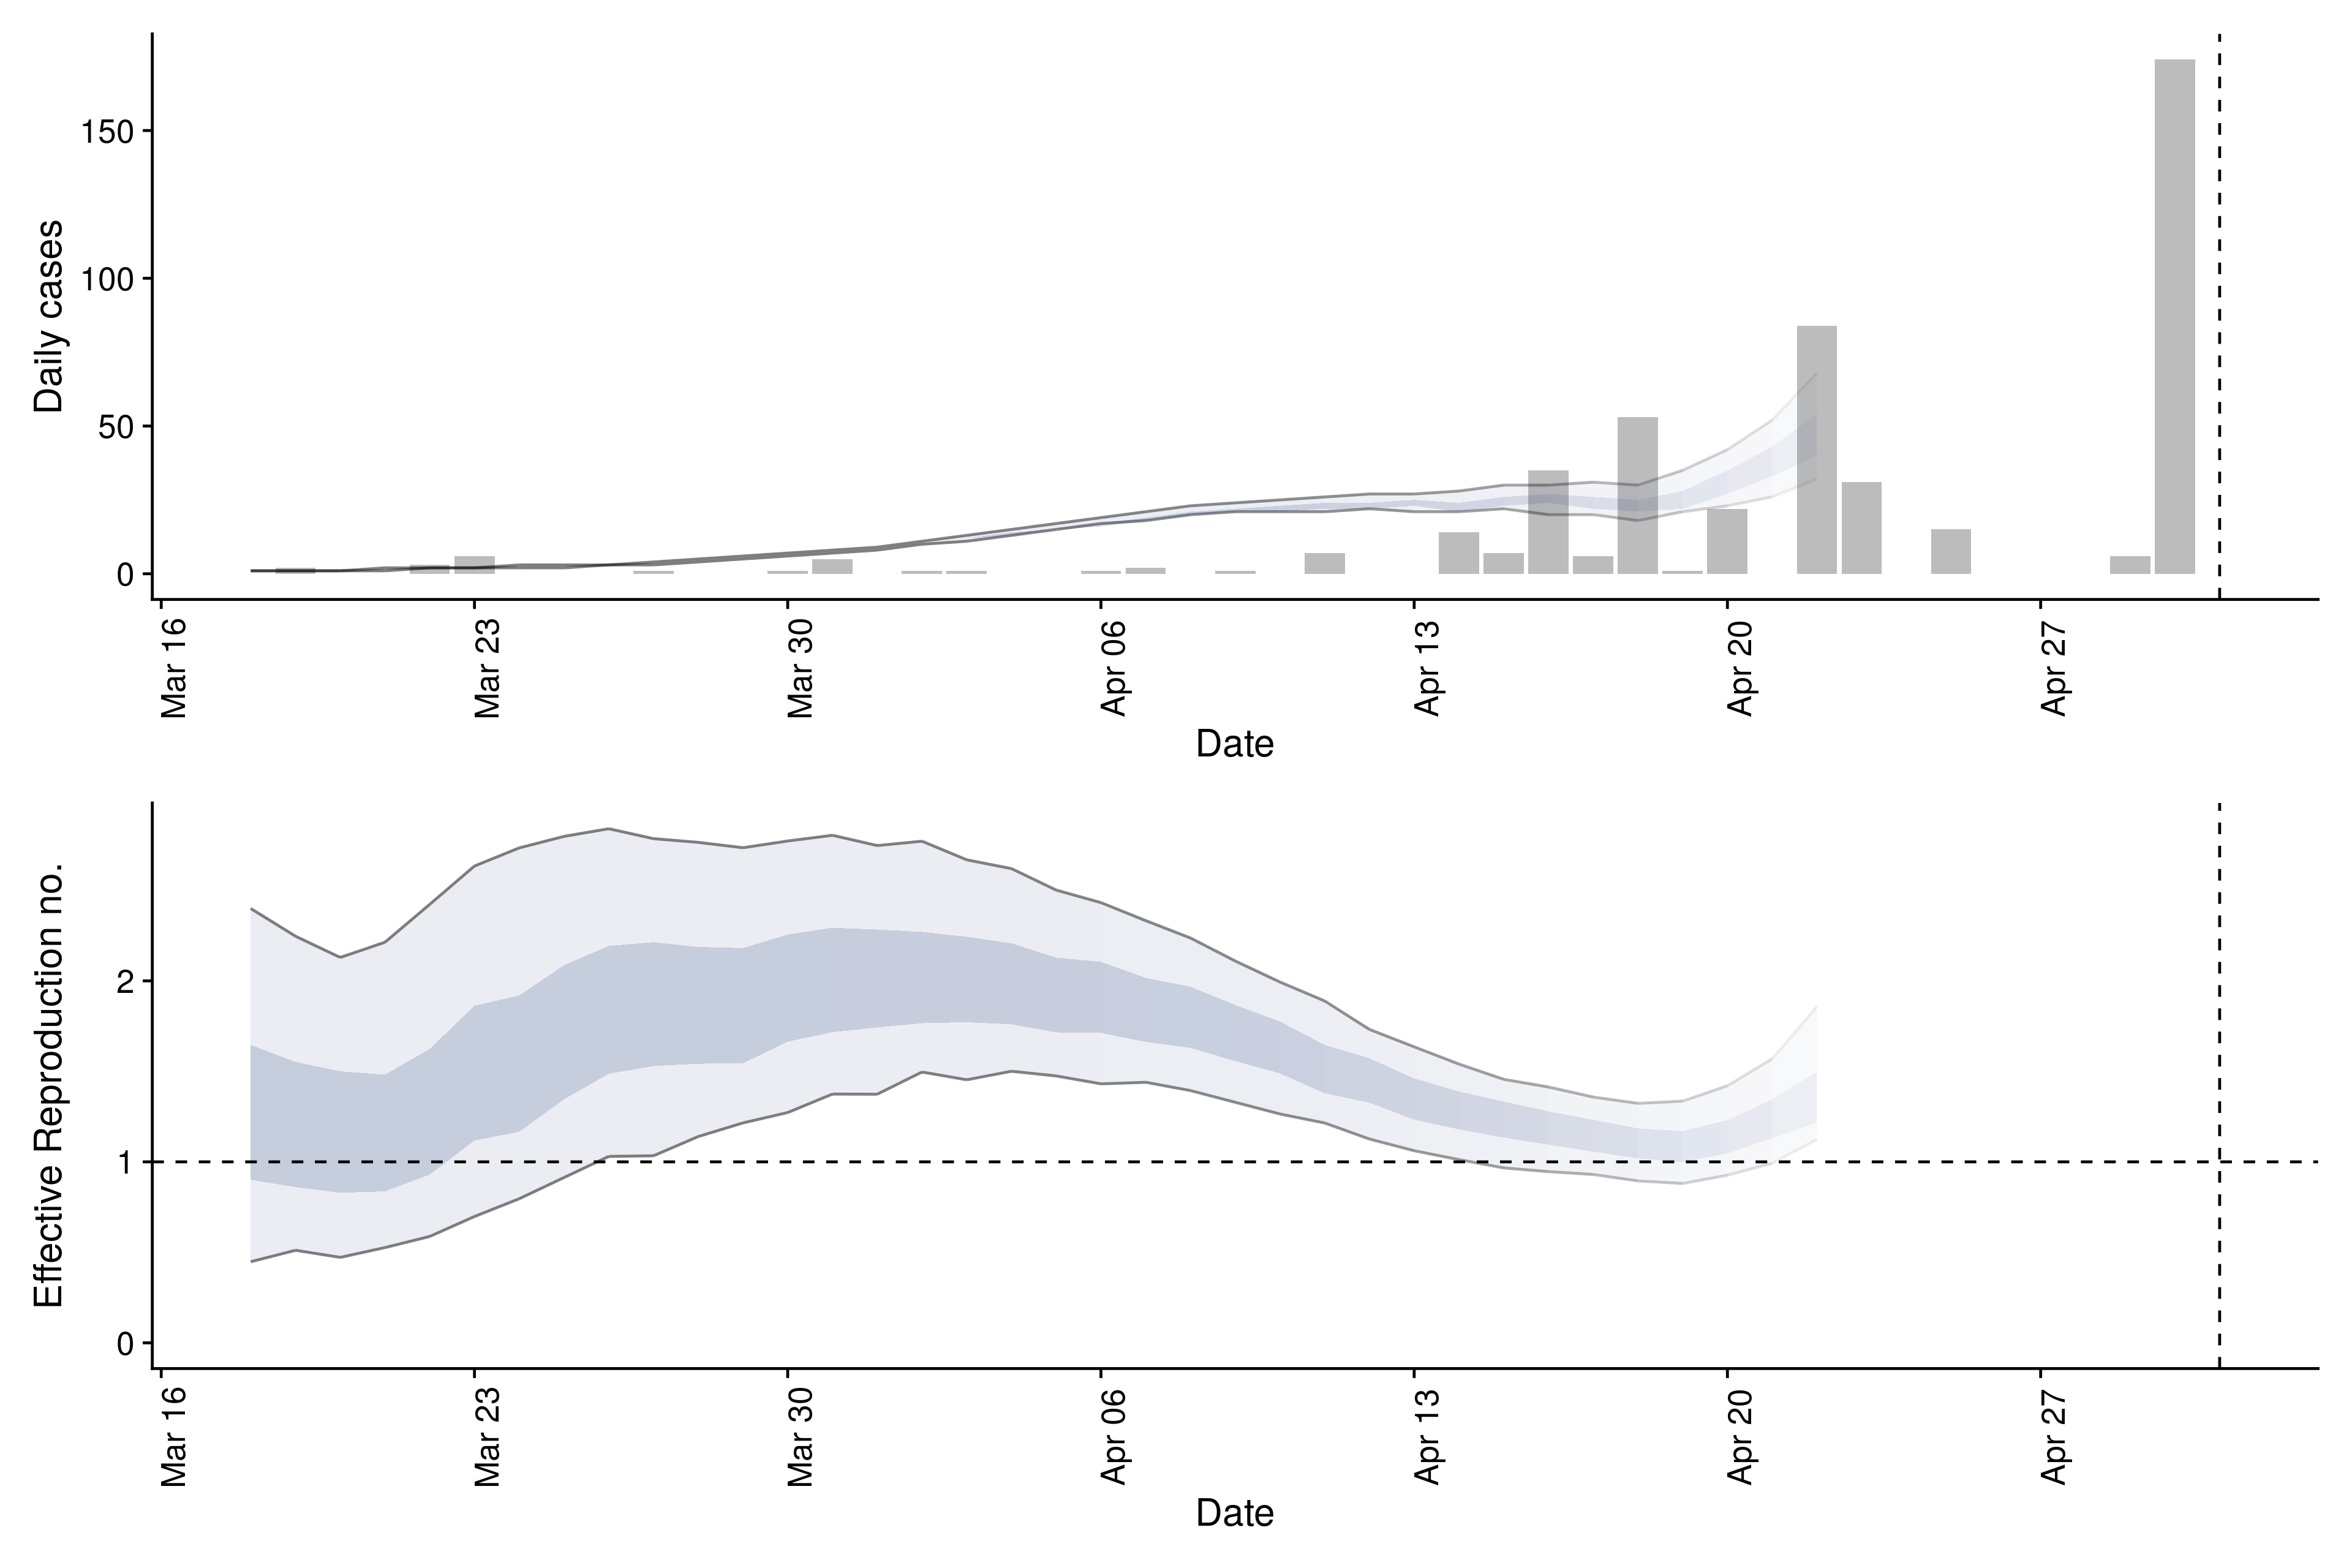 Daily cases
150
100
50
0
Mar 16
Mar 23
Mar 30
Apr 06
Apr 13
Apr 20
Apr 27
Date
Effective Reproduction no.
2
1
0
Mar 16
Mar 23
Mar 30
Apr 06
Apr 13
Apr 20
Apr 27
Date